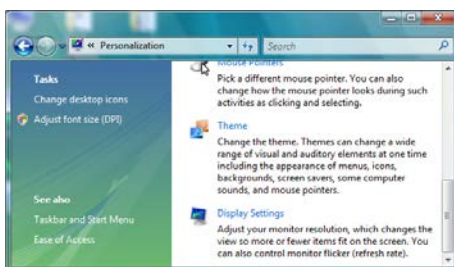 « Personalization
Search
Tasks
Change desktop icons
Adjust font size (DPI)
See also
Taskbar and Start Menu
Ease of Access
Mouse Pointers
Pick a different mouse pointer. You can also
change how the mouse pointer looks during such
activities as clicking and selecting.
Theme
Change the theme. Themes can change a wide
range of visual and auditory elements at one time
including the appearance of menus, icons,
backgrounds, screen savers, some computer
sounds, and mouse pointers.
Display Settings
Adjust your monitor resolution, which changes the
view so more or fewer items fit on the screen. You
can also control monitor flicker (refresh rate).